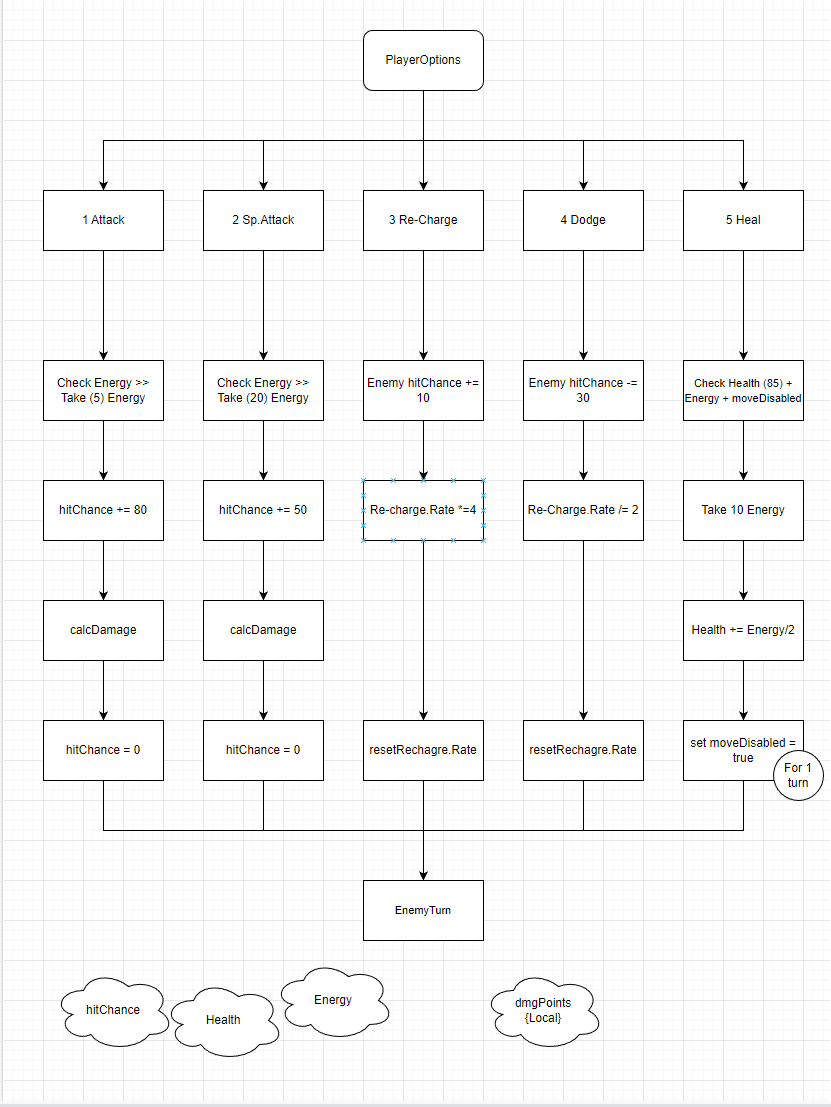 PlayerOptions
1 Attack
2 Sp.Attack
3 Re-Charge
4 Dodge
5 Heal
Check Energy >>
Take (5) Energy
Check Energy >>
Take (20) Energy
Enemy hitChance +=
10
Enemy hitChance -=
30
Check Health (85) +
Energy + moveDisabled
hitChance += 80
hitChance += 50
Re-charge.Rate *=4
Re-Charge.Rate /= 2
Take 10 Energy
calcDamage
calcDamage
Health += Energy/2
hitChance = 0
hitChance = 0
resetRechagre.Rate
resetRechagre.Rate
set moveDisabled =
true
For 1
turn
EnemyTurn
hitChance
Health
Energy
dmgPoints
{Local}